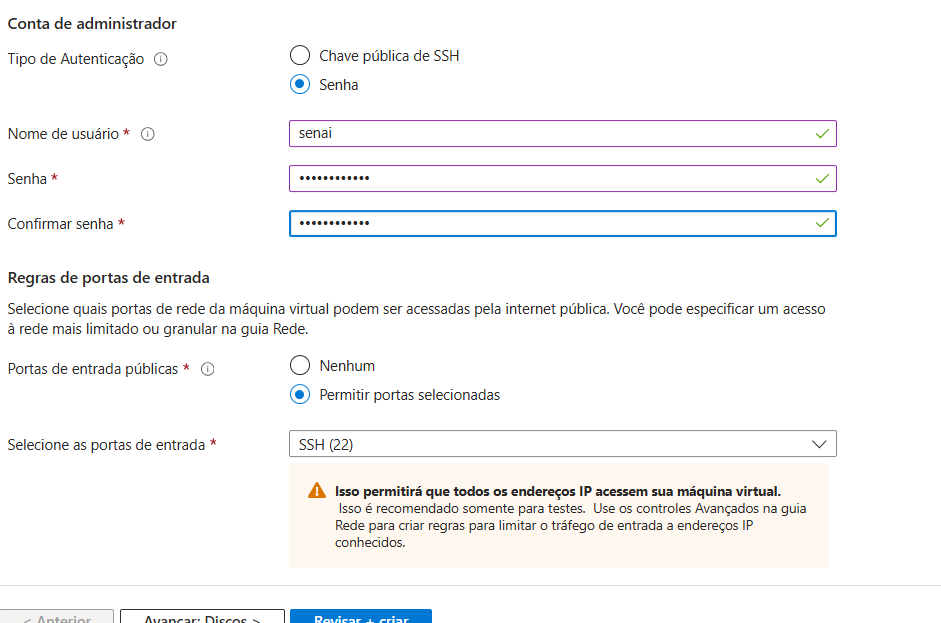 Conta de administrador
Tipo de Autenticação
Chave pública de SSH
Senha
Nome de usuário *
senai
Senha *
••••••••••••
Confirmar senha *
••••••••••••
Regras de portas de entrada
Selecione quais portas de rede da máquina virtual podem ser acessadas pela internet pública. Você pode especificar um acesso
à rede mais limitado ou granular na guia Rede.
Portas de entrada públicas *
Nenhum
Permitir portas selecionadas
Selecione as portas de entrada *
SSH (22)
Isso permitirá que todos os endereços IP acessem sua máquina virtual.
Isso é recomendado somente para testes. Use os controles Avançados na guia
Rede para criar regras para limitar o tráfego de entrada a endereços IP
conhecidos.
< Anterior
Avançar: Discos >
Revisar + criar